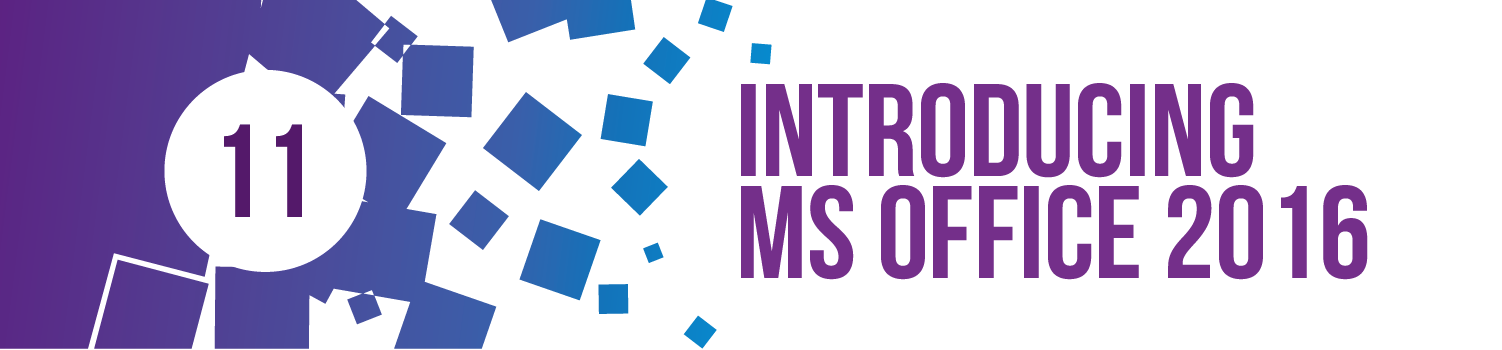 11
INTRODUCING
MS OFFICE 2016